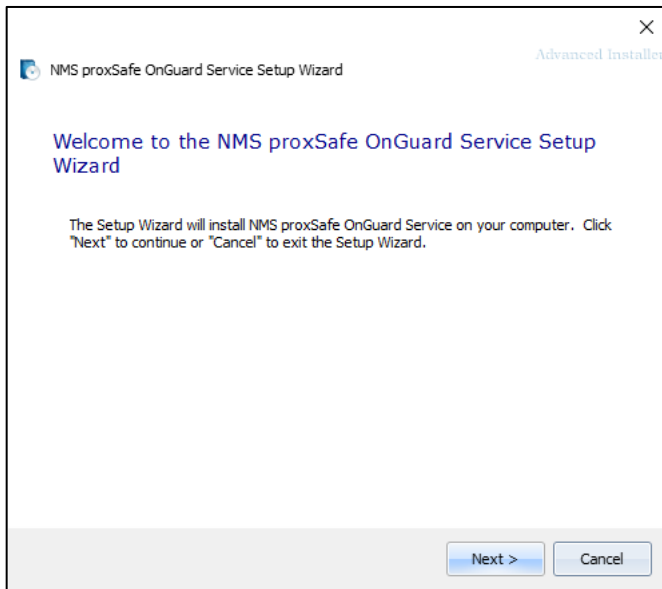 Advanced Installer
NMS proxSafe OnGuard Service Setup Wizard
Welcome to the NMS proxSafe OnGuard Service Setup
Wizard
The Setup Wizard will install NMS proxSafe OnGuard Service on your computer. Click
"Next" to continue or "Cancel" to exit the Setup Wizard.
Next >
Cancel